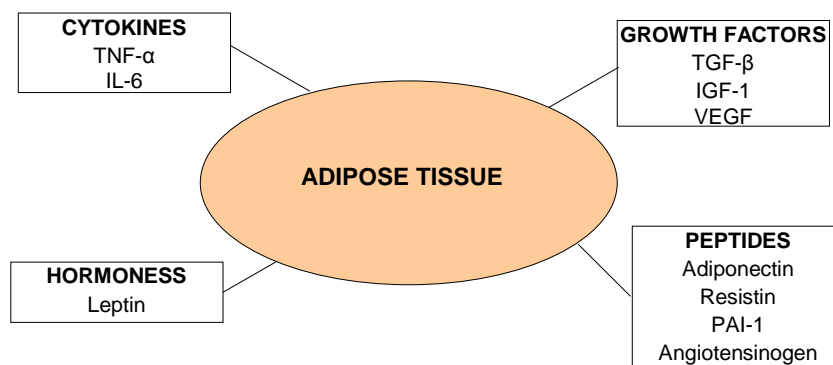 CYTOKINES
TNF-α
IL-6
GROWTH FACTORS
TGF-β
IGF-1
VEGF
ADIPOSE TISSUE
HORMONESS
Leptin
PEPTIDES
Adiponectin
Resistin
PAI-1
Angiotensinogen